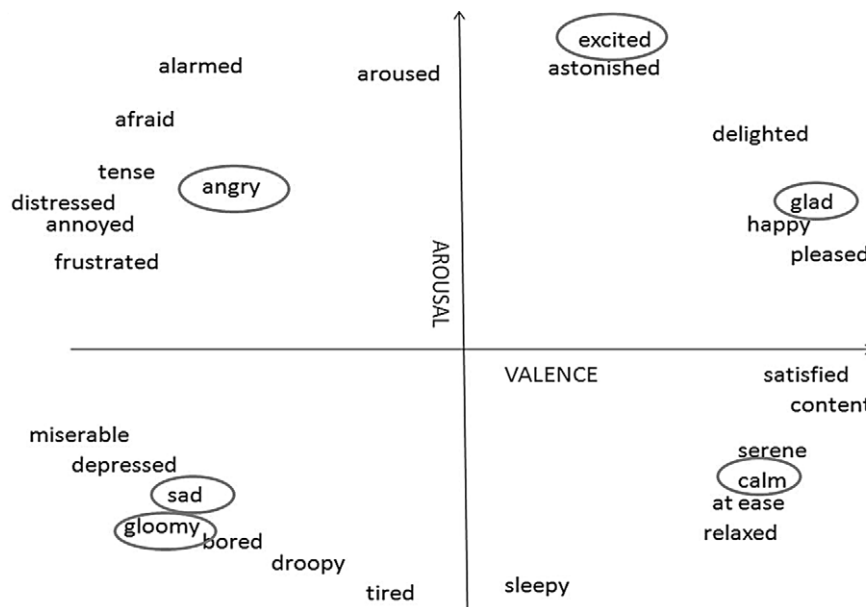 excited
alarmed
aroused
astonished
afraid
delighted
tense
angry
distressed
glad
annoyed
happy
frustrated
pleased
AROUSAL
VALENCE
satisfied
content
miserable
depressed
serene
sad
calm
gloomy
at ease
bored
relaxed
droopy
tired
sleepy